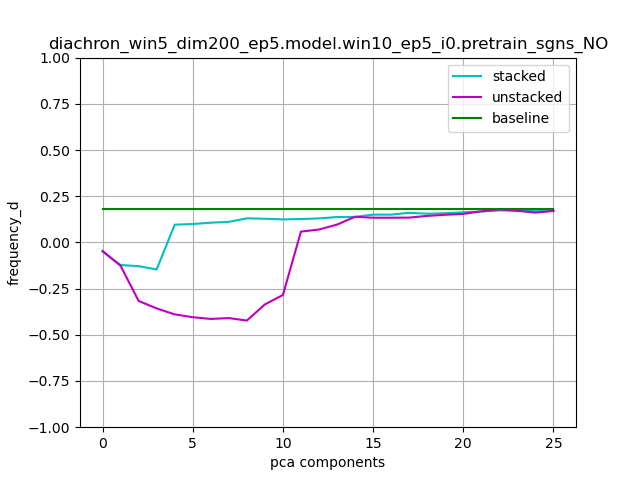 diachron_win5_dim200_ep5.model.win10_ep5_i0.pretrain_sgns_NO
1.00
0.75
0.50
0.25
0.00
−0.25
−0.50
−0.75
−1.00
frequency_d
stacked
unstacked
baseline
0 5 10 15 20 25
pca components